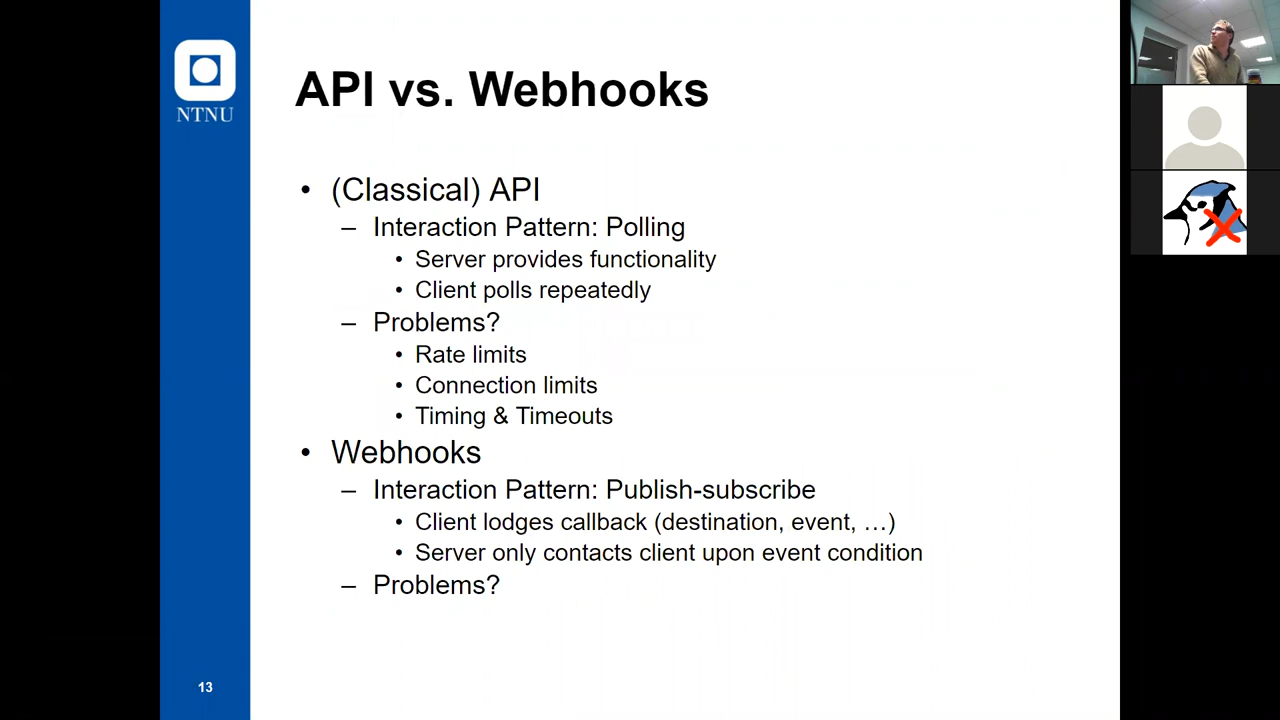 NTNU
API vs. Webhooks
• (Classical) API
– Interaction Pattern: Polling
• Server provides functionality
• Client polls repeatedly
– Problems?
• Rate limits
• Connection limits
• Timing & Timeouts
• Webhooks
– Interaction Pattern: Publish-subscribe
• Client lodges callback (destination, event, …)
• Server only contacts client upon event condition
– Problems?
13